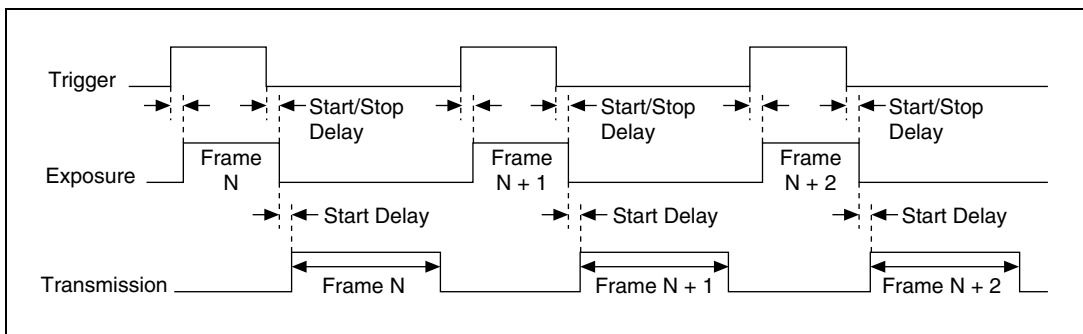 Trigger
Start/Stop
Delay
Start/Stop
Delay
Start/Stop
Delay
Exposure
Frame
N
Frame
N + 1
Frame
N + 2
Start Delay
Start Delay
Start Delay
Transmission
Frame N
Frame N + 1
Frame N + 2